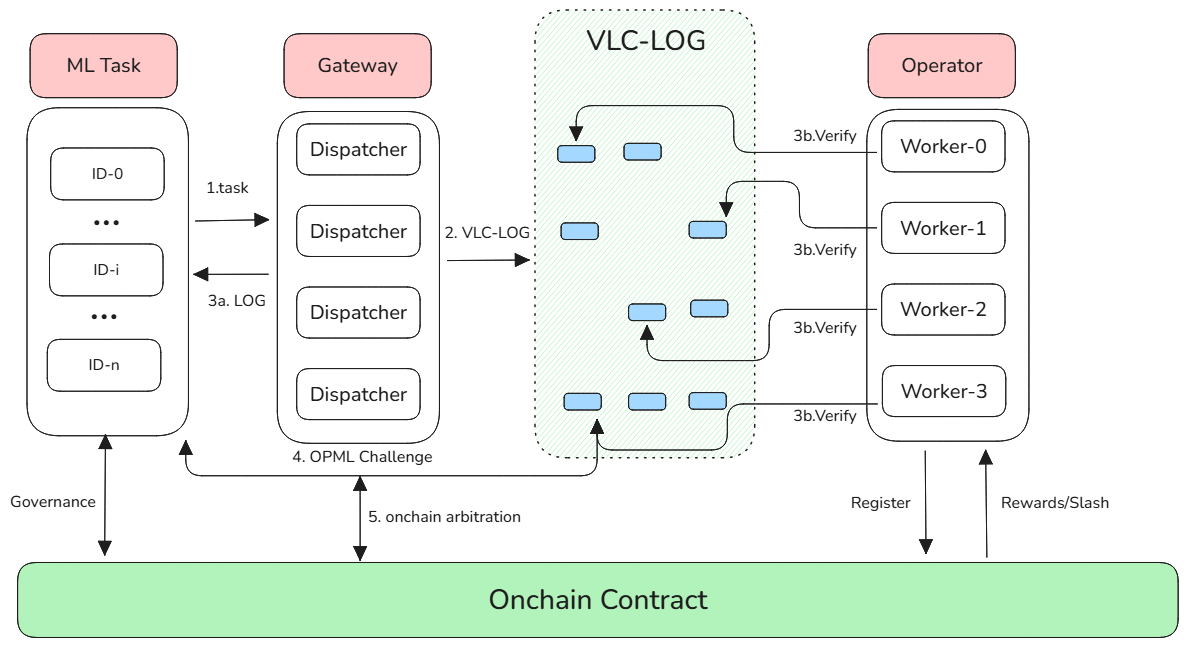 VLC-LOG
ML Task
Gateway
Operator
ID-0
•••
ID-i
•••
ID-n
1.task
3a. LOG
Dispatcher
Dispatcher
Dispatcher
Dispatcher
2. VLC-LOG
3b.Verify
3b.Verify
3b.Verify
3b.Verify
Worker-0
Worker-1
Worker-2
Worker-3
4. OPML Challenge
Governance
5. onchain arbitration
Register
Rewards/Slash
Onchain Contract